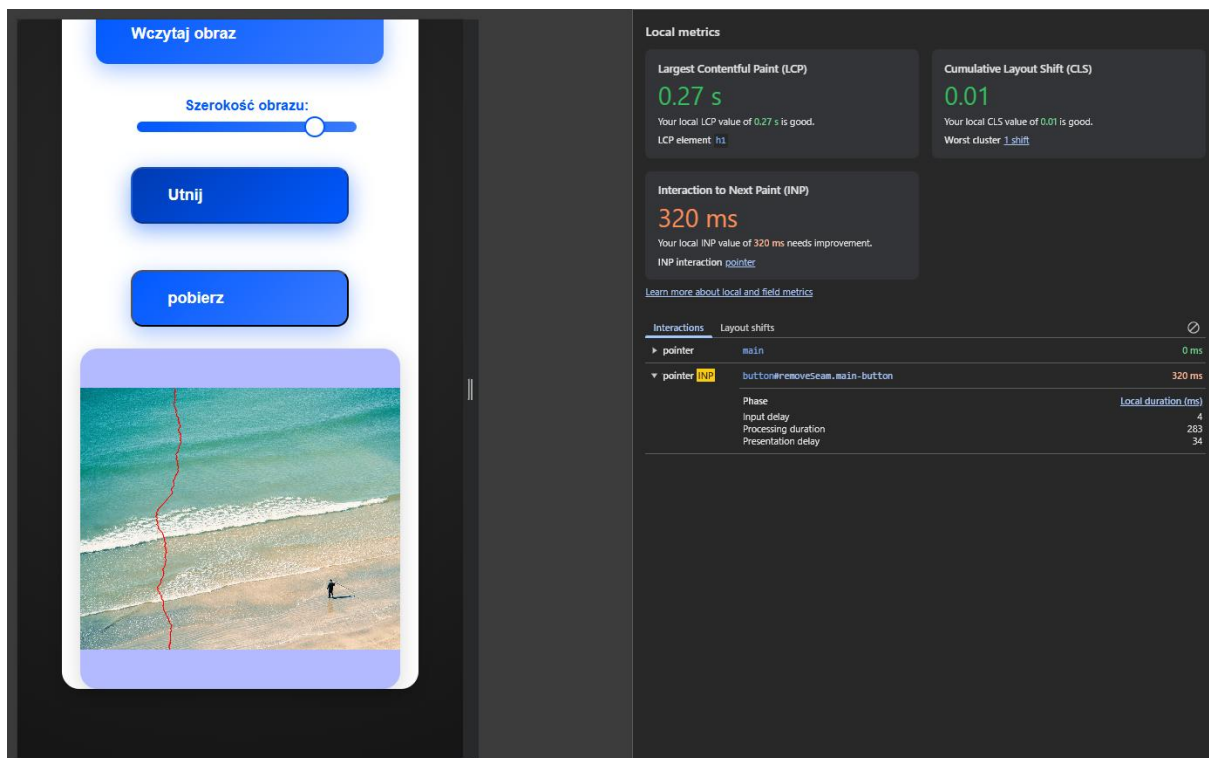 Wczytaj obraz
Szerokość obrazu:
Utnij
pobierz
Local metrics
Largest Contentful Paint (LCP)
0.27 s
Your local LCP value of 0.27 s is good.
LCP element h1
Cumulative Layout Shift (CLS)
0.01
Your local CLS value of 0.01 is good.
Worst cluster 1 shift
Interaction to Next Paint (INP)
320 ms
Your local INP value of 320 ms needs improvement.
INP interaction pointer
Learn more about local and field metrics
Interactions Layout shifts
pointer main 0 ms
pointer INP button#removeSeam.main-button 320 ms
Phase Local duration (ms)
Input delay 4
Processing duration 283
Presentation delay 34